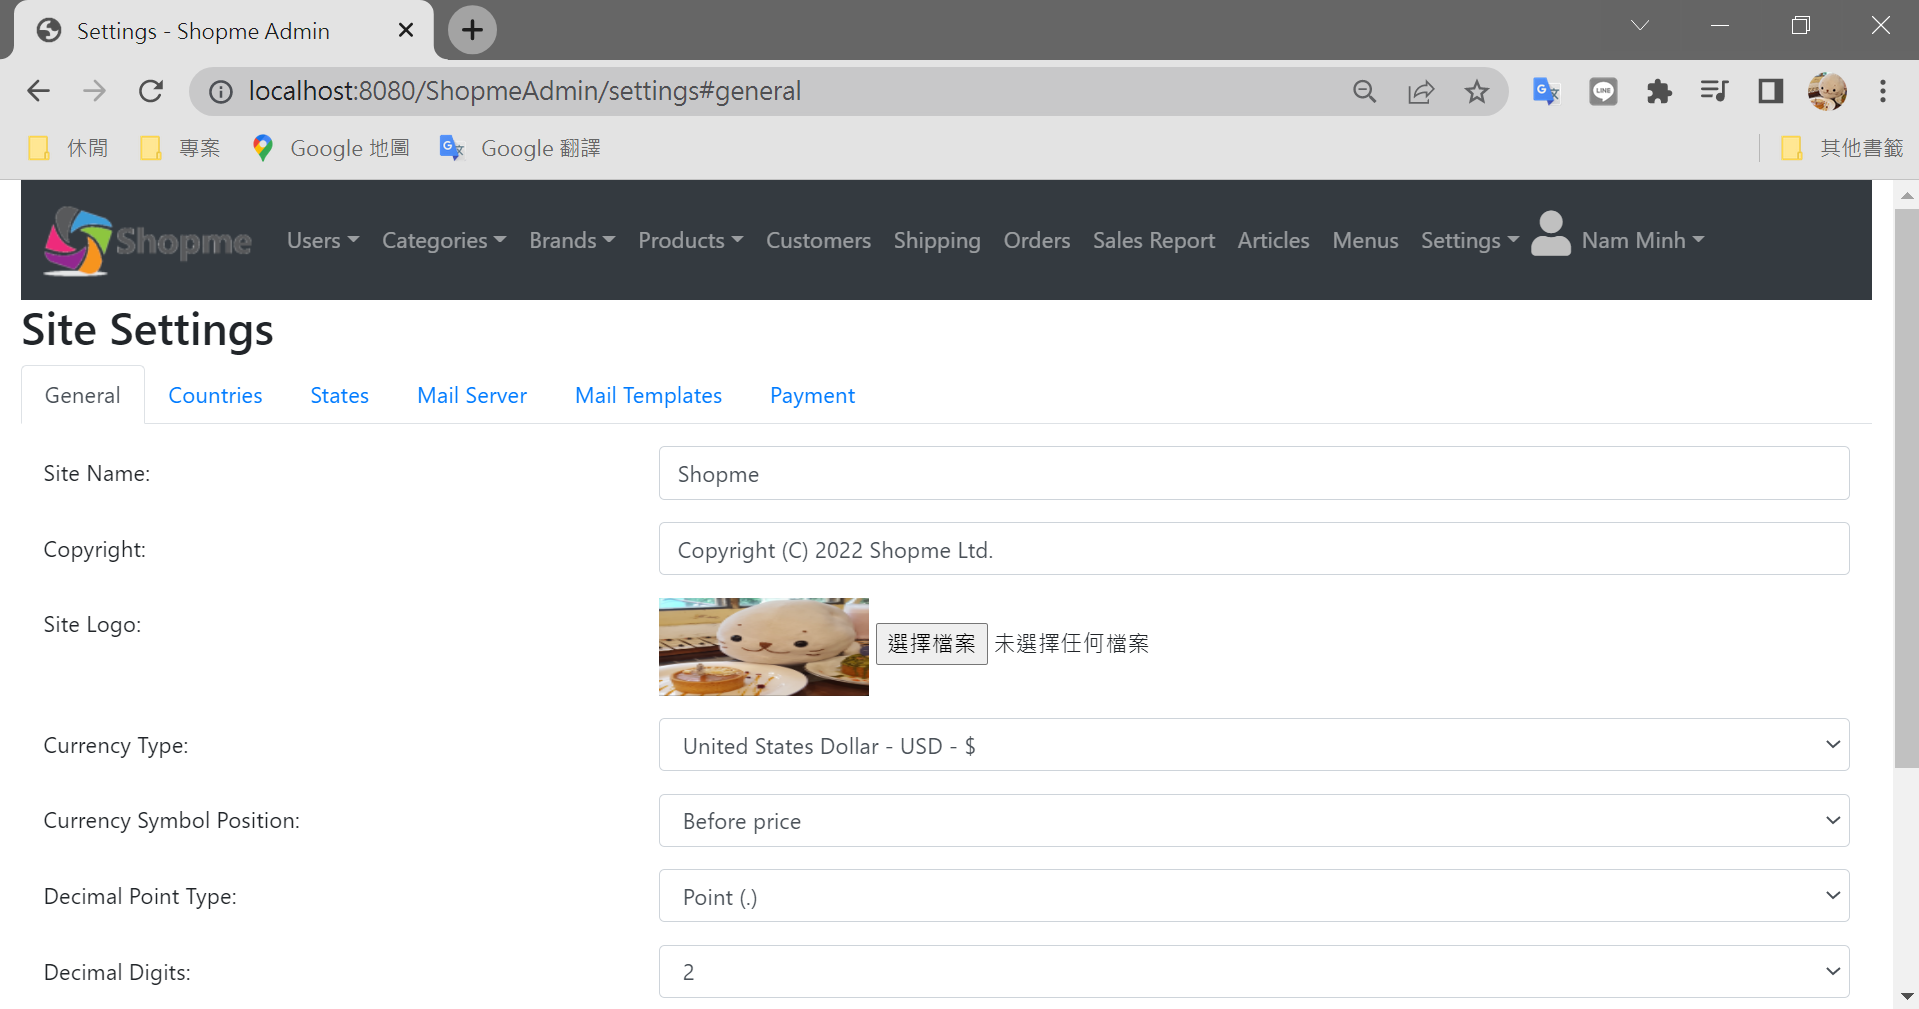 Settings - Shopme Admin
localhost:8080/ShopmeAdmin/settings#general
休閒 專案 Google 地圖 Google 翻譯 其他書籤
Shopme Users Categories Brands Products Customers Shipping Orders Sales Report Articles Menus Settings Nam Minh
Site Settings
General Countries States Mail Server Mail Templates Payment
Site Name: Shopme
Copyright: Copyright (C) 2022 Shopme Ltd.
Site Logo: 選擇檔案 未選擇任何檔案
Currency Type: United States Dollar - USD - $
Currency Symbol Position: Before price
Decimal Point Type: Point (.)
Decimal Digits: 2